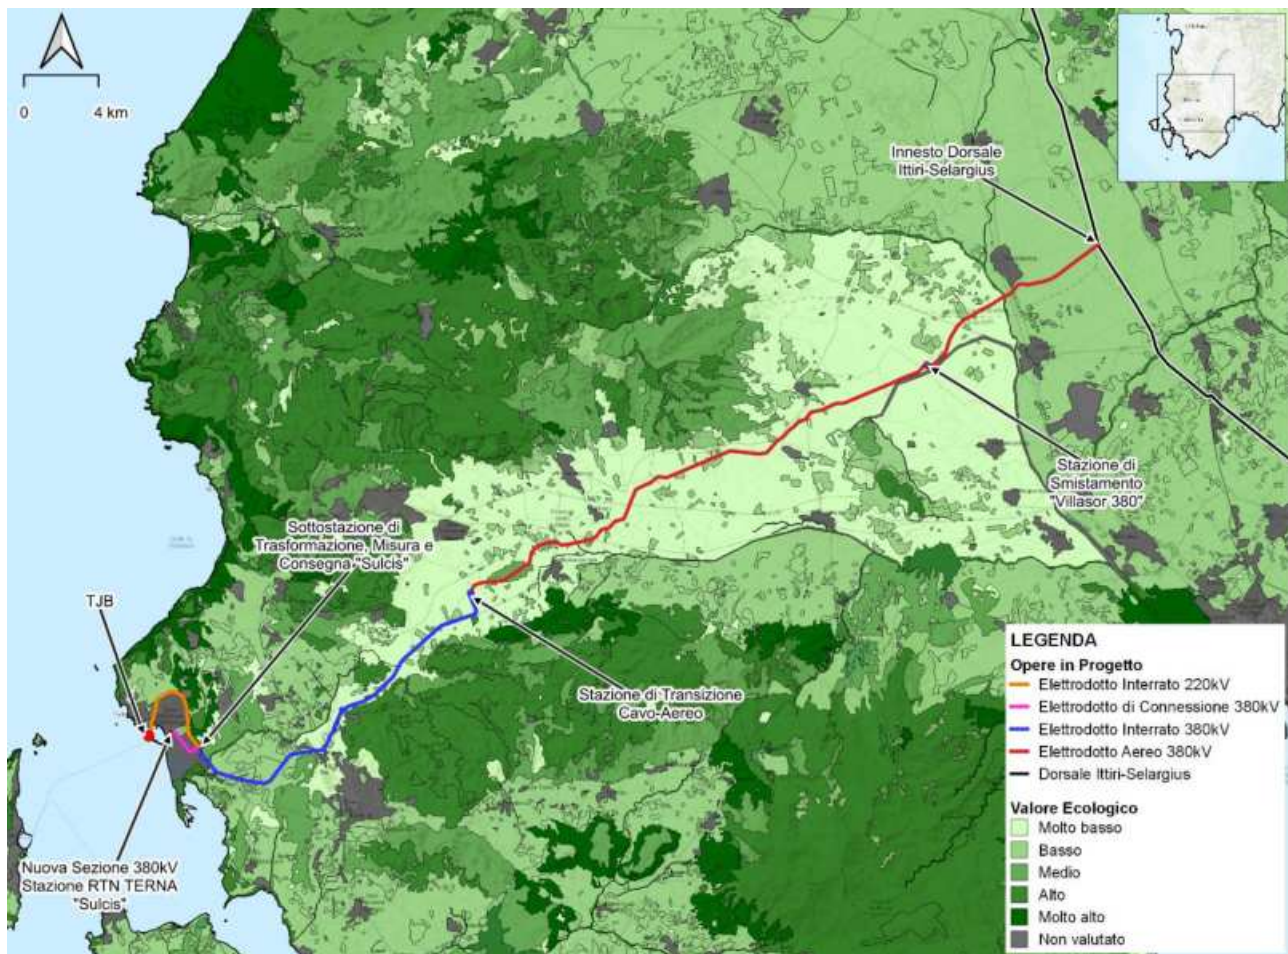 0 4 km
Innesto Dorsale
Ittiri-Selargius
Stazione di
Smistamento
"Villasor 380"
Sottostazione di
Trasformazione, Misura e
Consegna "Sulcis"
TJB
Stazione di Transizione
Cavo-Aereo
Nuova Sezione 380kV
Stazione RTN TERNA
"Sulcis"
LEGENDA
Opere in Progetto
Elettrodotto Interrato 220kV
Elettrodotto di Connessione 380kV
Elettrodotto Interrato 380kV
Elettrodotto Aereo 380kV
Dorsale Ittiri-Selargius
Valore Ecologico
Molto basso
Basso
Medio
Alto
Molto alto
Non valutato